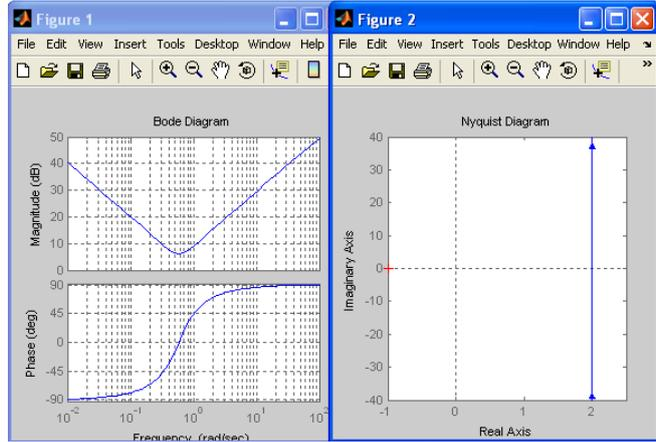 Figure 1
File Edit View Insert Tools Desktop Window Help
Bode Diagram
Magnitude (dB)
50
40
30
20
10
0
Phase (deg)
90
45
0
-45
-90
10^-2 10^-1 10^0 10^1 10^2
Frequency (rad/sec)
Figure 2
File Edit View Insert Tools Desktop Window Help
Nyquist Diagram
Imaginary Axis
40
30
20
10
0
-10
-20
-30
-40
-1 0 1 2
Real Axis